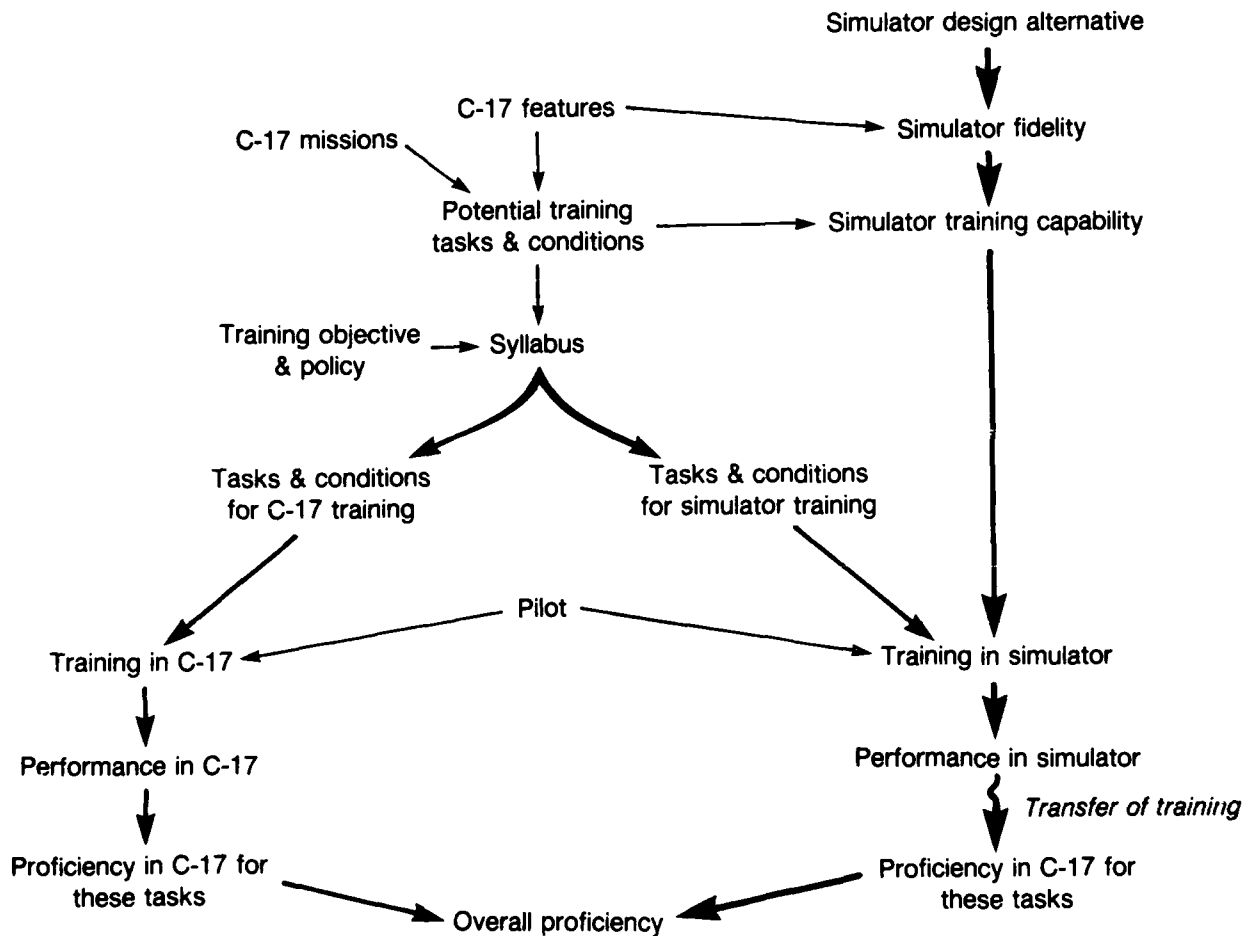 Simulator design alternative
C-17 features
Simulator fidelity
C-17 missions
Potential training
tasks & conditions
Simulator training capability
Training objective
& policy
Syllabus
Tasks & conditions
for C-17 training
Tasks & conditions
for simulator training
Pilot
Training in C-17
Training in simulator
Performance in C-17
Performance in simulator
Transfer of training
Proficiency in C-17 for
these tasks
Proficiency in C-17 for
these tasks
Overall proficiency